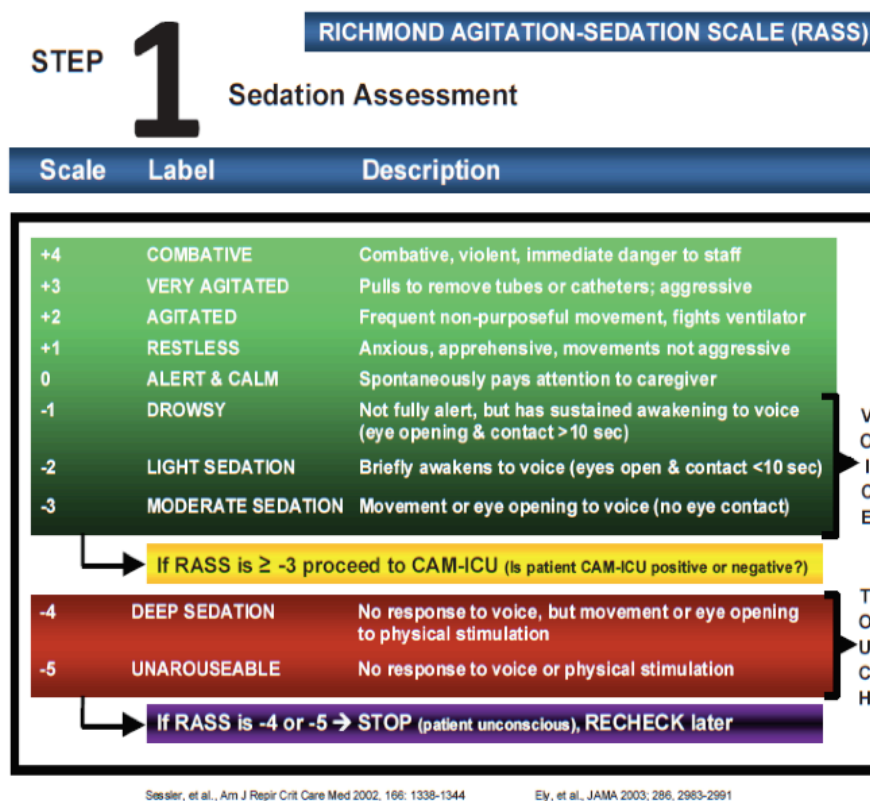 RICHMOND AGITATION-SEDATION SCALE (RASS)
STEP 1
Sedation Assessment
Scale Label Description
+4 COMBATIVE Combative, violent, immediate danger to staff
+3 VERY AGITATED Pulls to remove tubes or catheters; aggressive
+2 AGITATED Frequent non-purposeful movement, fights ventilator
+1 RESTLESS Anxious, apprehensive, movements not aggressive
0 ALERT & CALM Spontaneously pays attention to caregiver
-1 DROWSY Not fully alert, but has sustained awakening to voice
(eye opening & contact >10 sec)
-2 LIGHT SEDATION Briefly awakens to voice (eyes open & contact <10 sec)
-3 MODERATE SEDATION Movement or eye opening to voice (no eye contact)
VOICE
If RASS is ≥ -3 proceed to CAM-ICU (Is patient CAM-ICU positive or negative?)
-4 DEEP SEDATION No response to voice, but movement or eye opening
to physical stimulation
-5 UNAROUSEABLE No response to voice or physical stimulation
TOUCH
If RASS is -4 or -5 → STOP (patient unconscious), RECHECK later
Sessler, et al., Am J Repir Crit Care Med 2002, 166: 1338-1344 Ely, et al., JAMA 2003; 286, 2983-2991